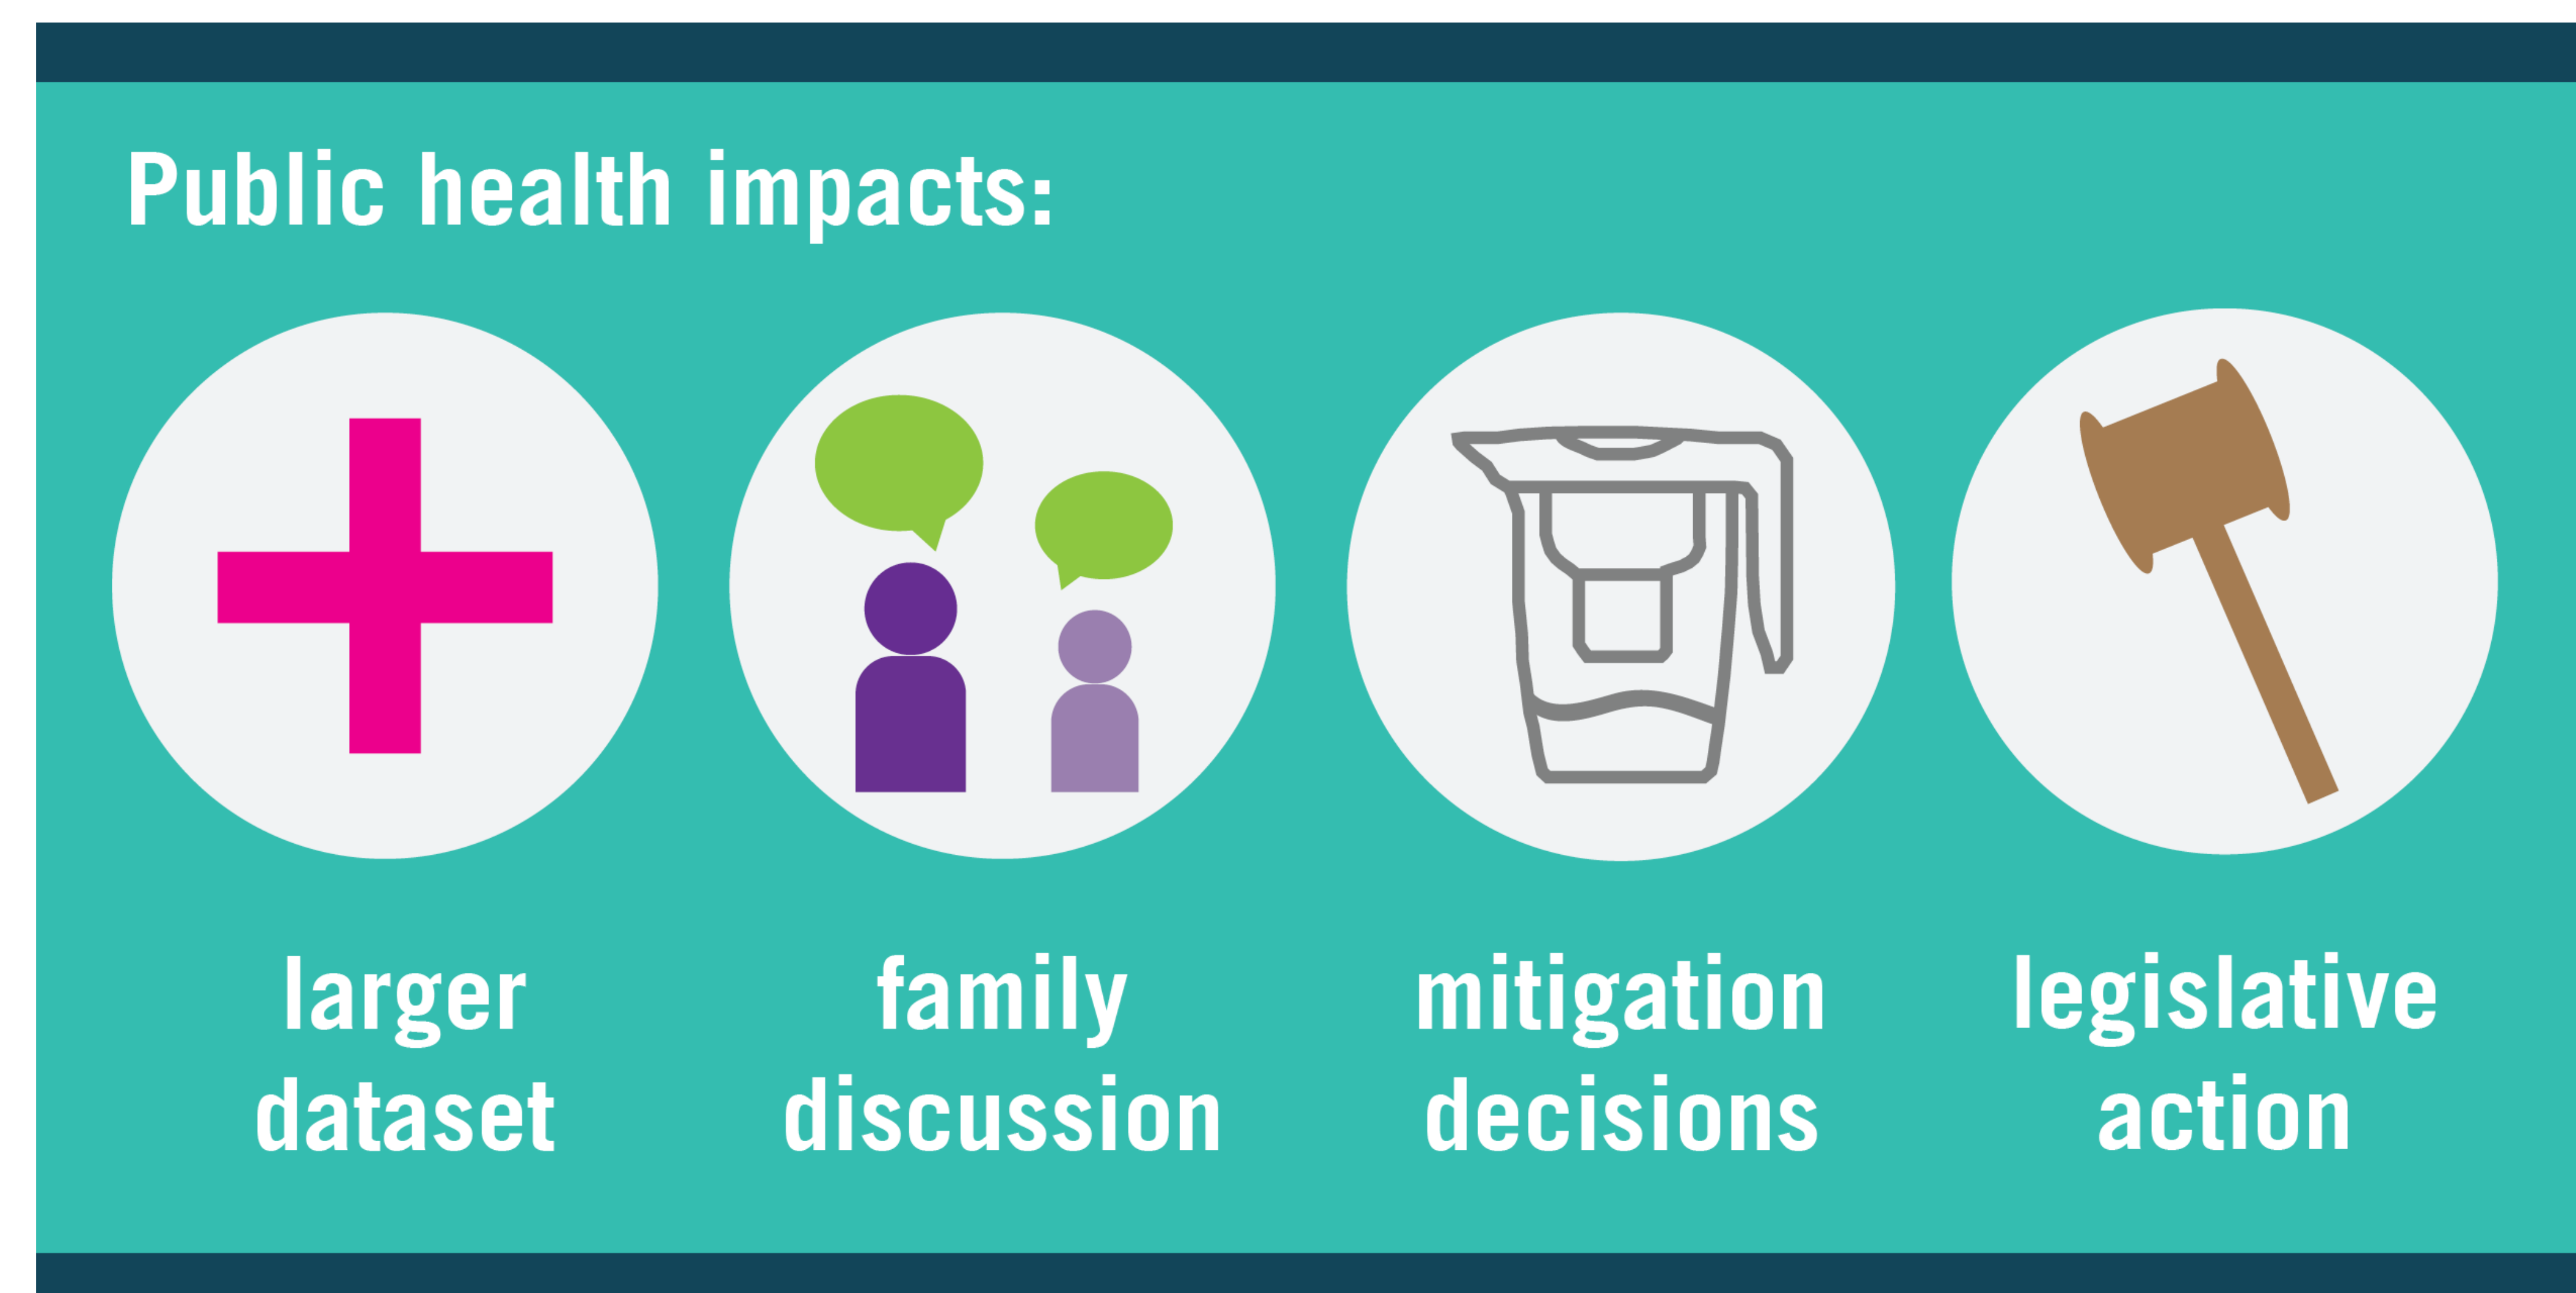 Public health impacts:
larger
dataset
family
discussion
mitigation
decisions
legislative
action